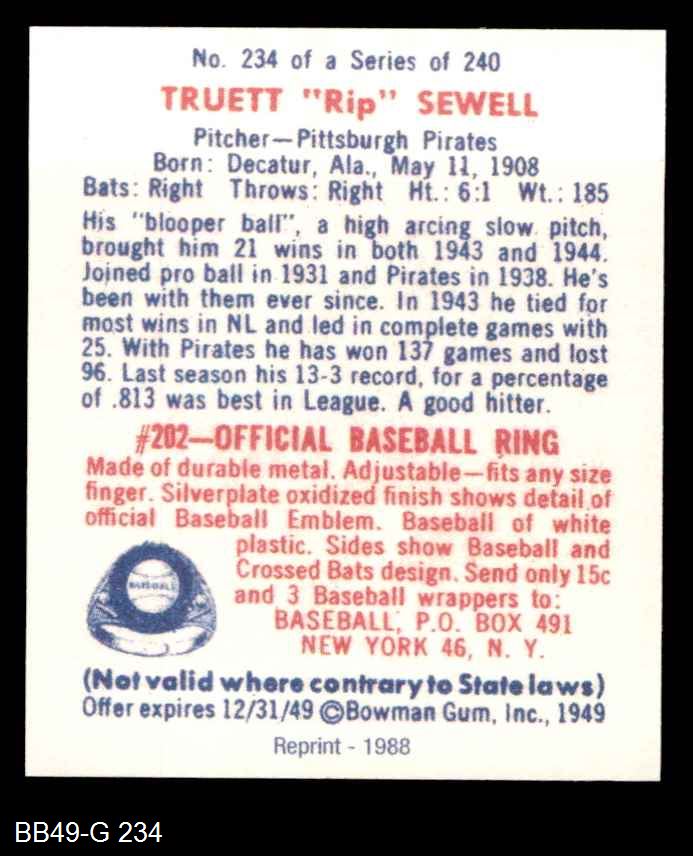 No. 234 of a Series of 240
TRUETT "Rip" SEWELL
Pitcher—Pittsburgh Pirates
Born: Decatur, Ala., May 11, 1908
Bats: Right Throws: Right Ht.: 6:1 Wt.: 185
His "blooper ball", a high arcing slow pitch,
brought him 21 wins in both 1943 and 1944.
Joined pro ball in 1931 and Pirates in 1938. He's
been with them ever since. In 1943 he tied for
most wins in NL and led in complete games with
25. With Pirates he has won 137 games and lost
96. Last season his 13-3 record, for a percentage
of .813 was best in League. A good hitter.
#202—OFFICIAL BASEBALL RING
Made of durable metal. Adjustable—fits any size
finger. Silverplate oxidized finish shows detail of
official Baseball Emblem. Baseball of white
plastic. Sides show Baseball and
Crossed Bats design. Send only 15c
and 3 Baseball wrappers to:
BASEBALL, P.O. BOX 491
NEW YORK 46, N. Y.
BASEBALL
(Not valid where contrary to State laws)
Offer expires 12/31/49 ©Bowman Gum, Inc., 1949
Reprint - 1988
BB49-G 234